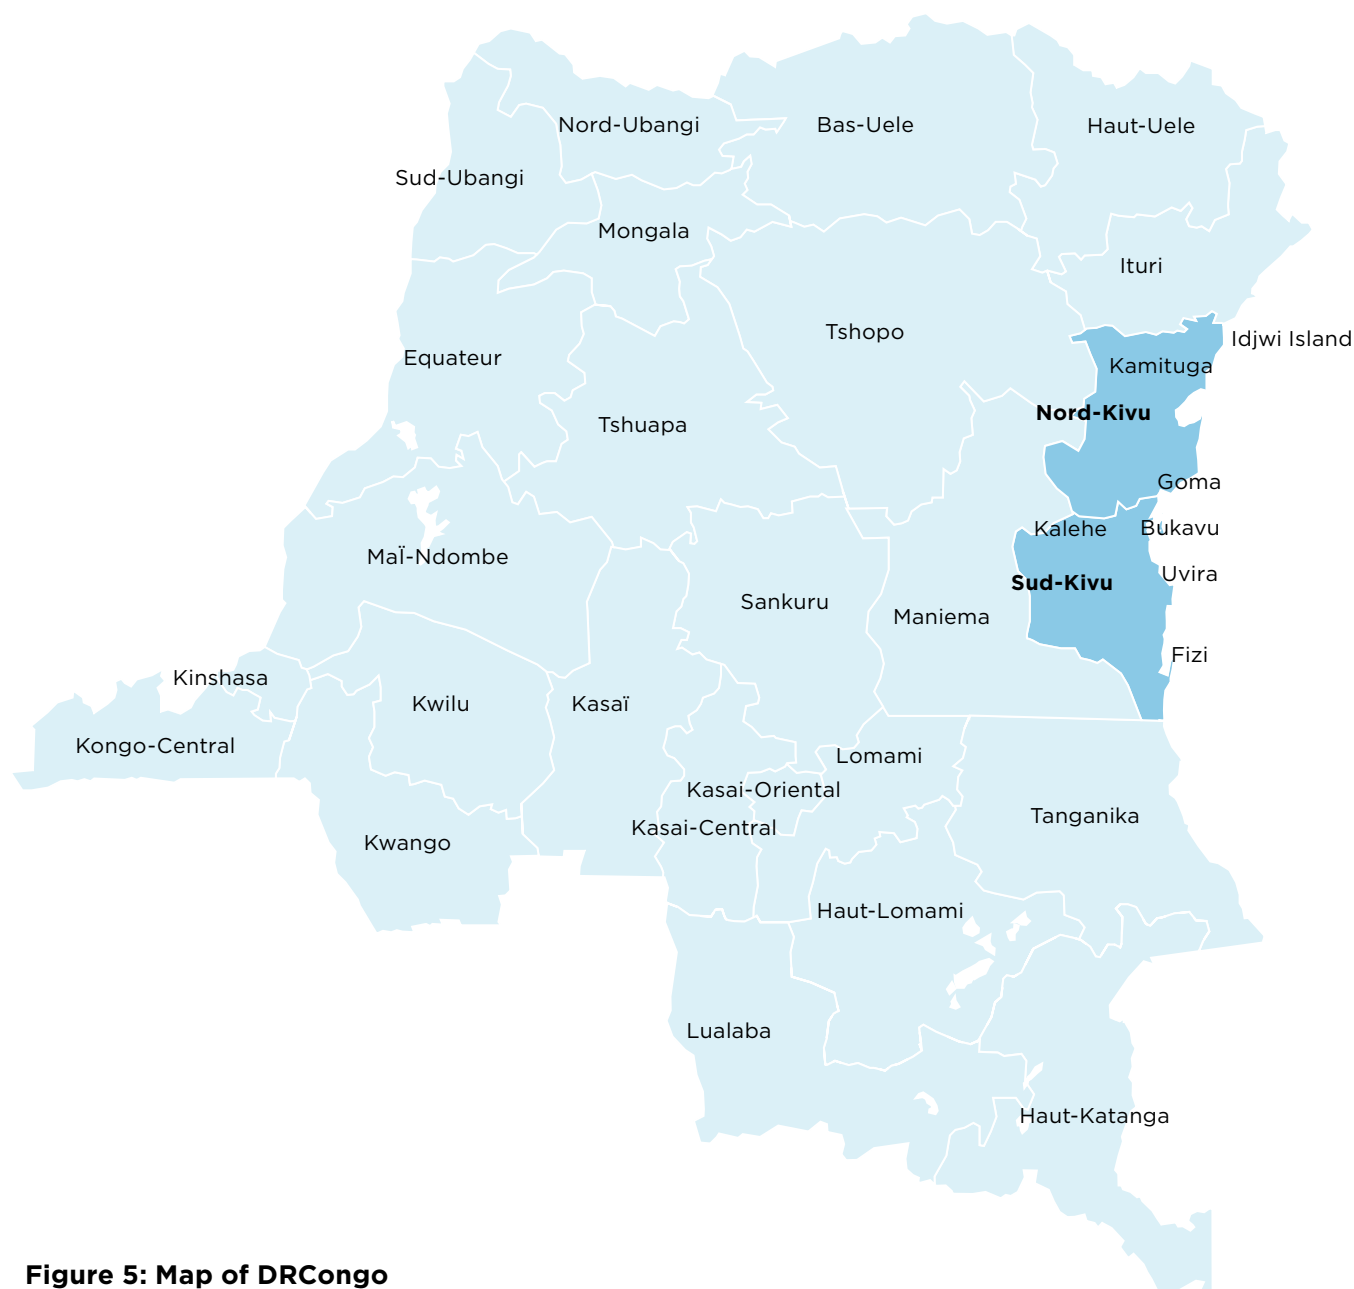 Nord-Ubangi
Bas-Uele
Haut-Uele
Sud-Ubangi
Mongala
Ituri
Tshopo
Idjwi Island
Equateur
Kamituga
Nord-Kivu
Tshuapa
Goma
Kalehe
Bukavu
MaÏ-Ndombe
Uvira
Sud-Kivu
Sankuru
Maniema
Fizi
Kinshasa
Kwilu
Kasaï
Kongo-Central
Lomami
Kasai-Oriental
Tanganika
Kasai-Central
Kwango
Haut-Lomami
Lualaba
Haut-Katanga
Figure 5: Map of DRCongo